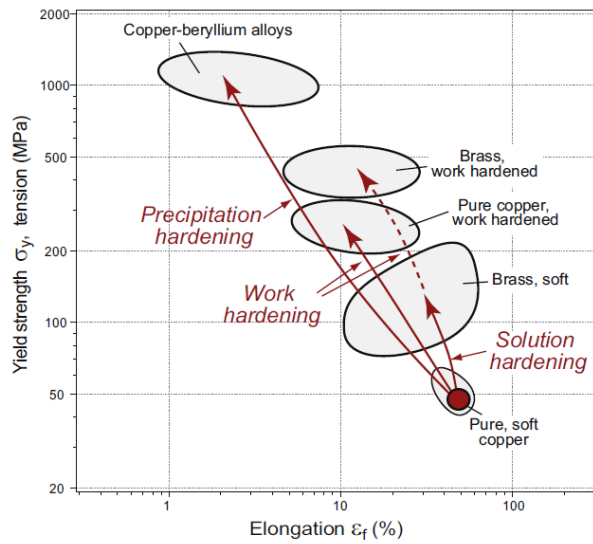 2000
Copper-beryllium alloys
1000
500
Brass,
work hardened
Precipitation
hardening
Pure copper,
work hardened
200
Work
hardening
Brass, soft
100
Solution
hardening
50
Pure, soft
copper
20
1
10
100
Yield strength σy, tension (MPa)
Elongation εf (%)